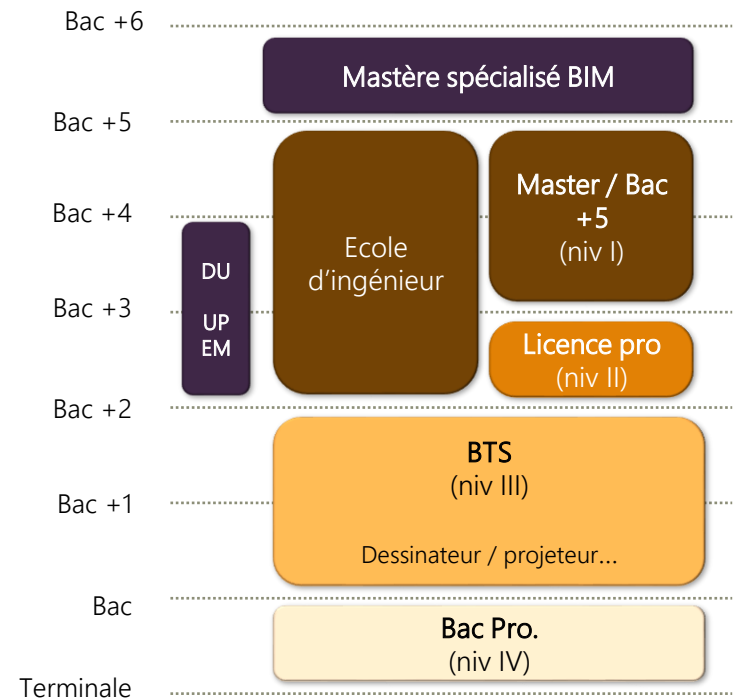 Bac +6
Mastère spécialisé BIM
Bac +5
Master / Bac
+5
(niv I)
Bac +4
Ecole
d'ingénieur
DU
UP
EM
Bac +3
Licence pro
(niv II)
Bac +2
BTS
(niv III)
Bac +1
Dessinateur / projeteur...
Bac
Bac Pro.
(niv IV)
Terminale